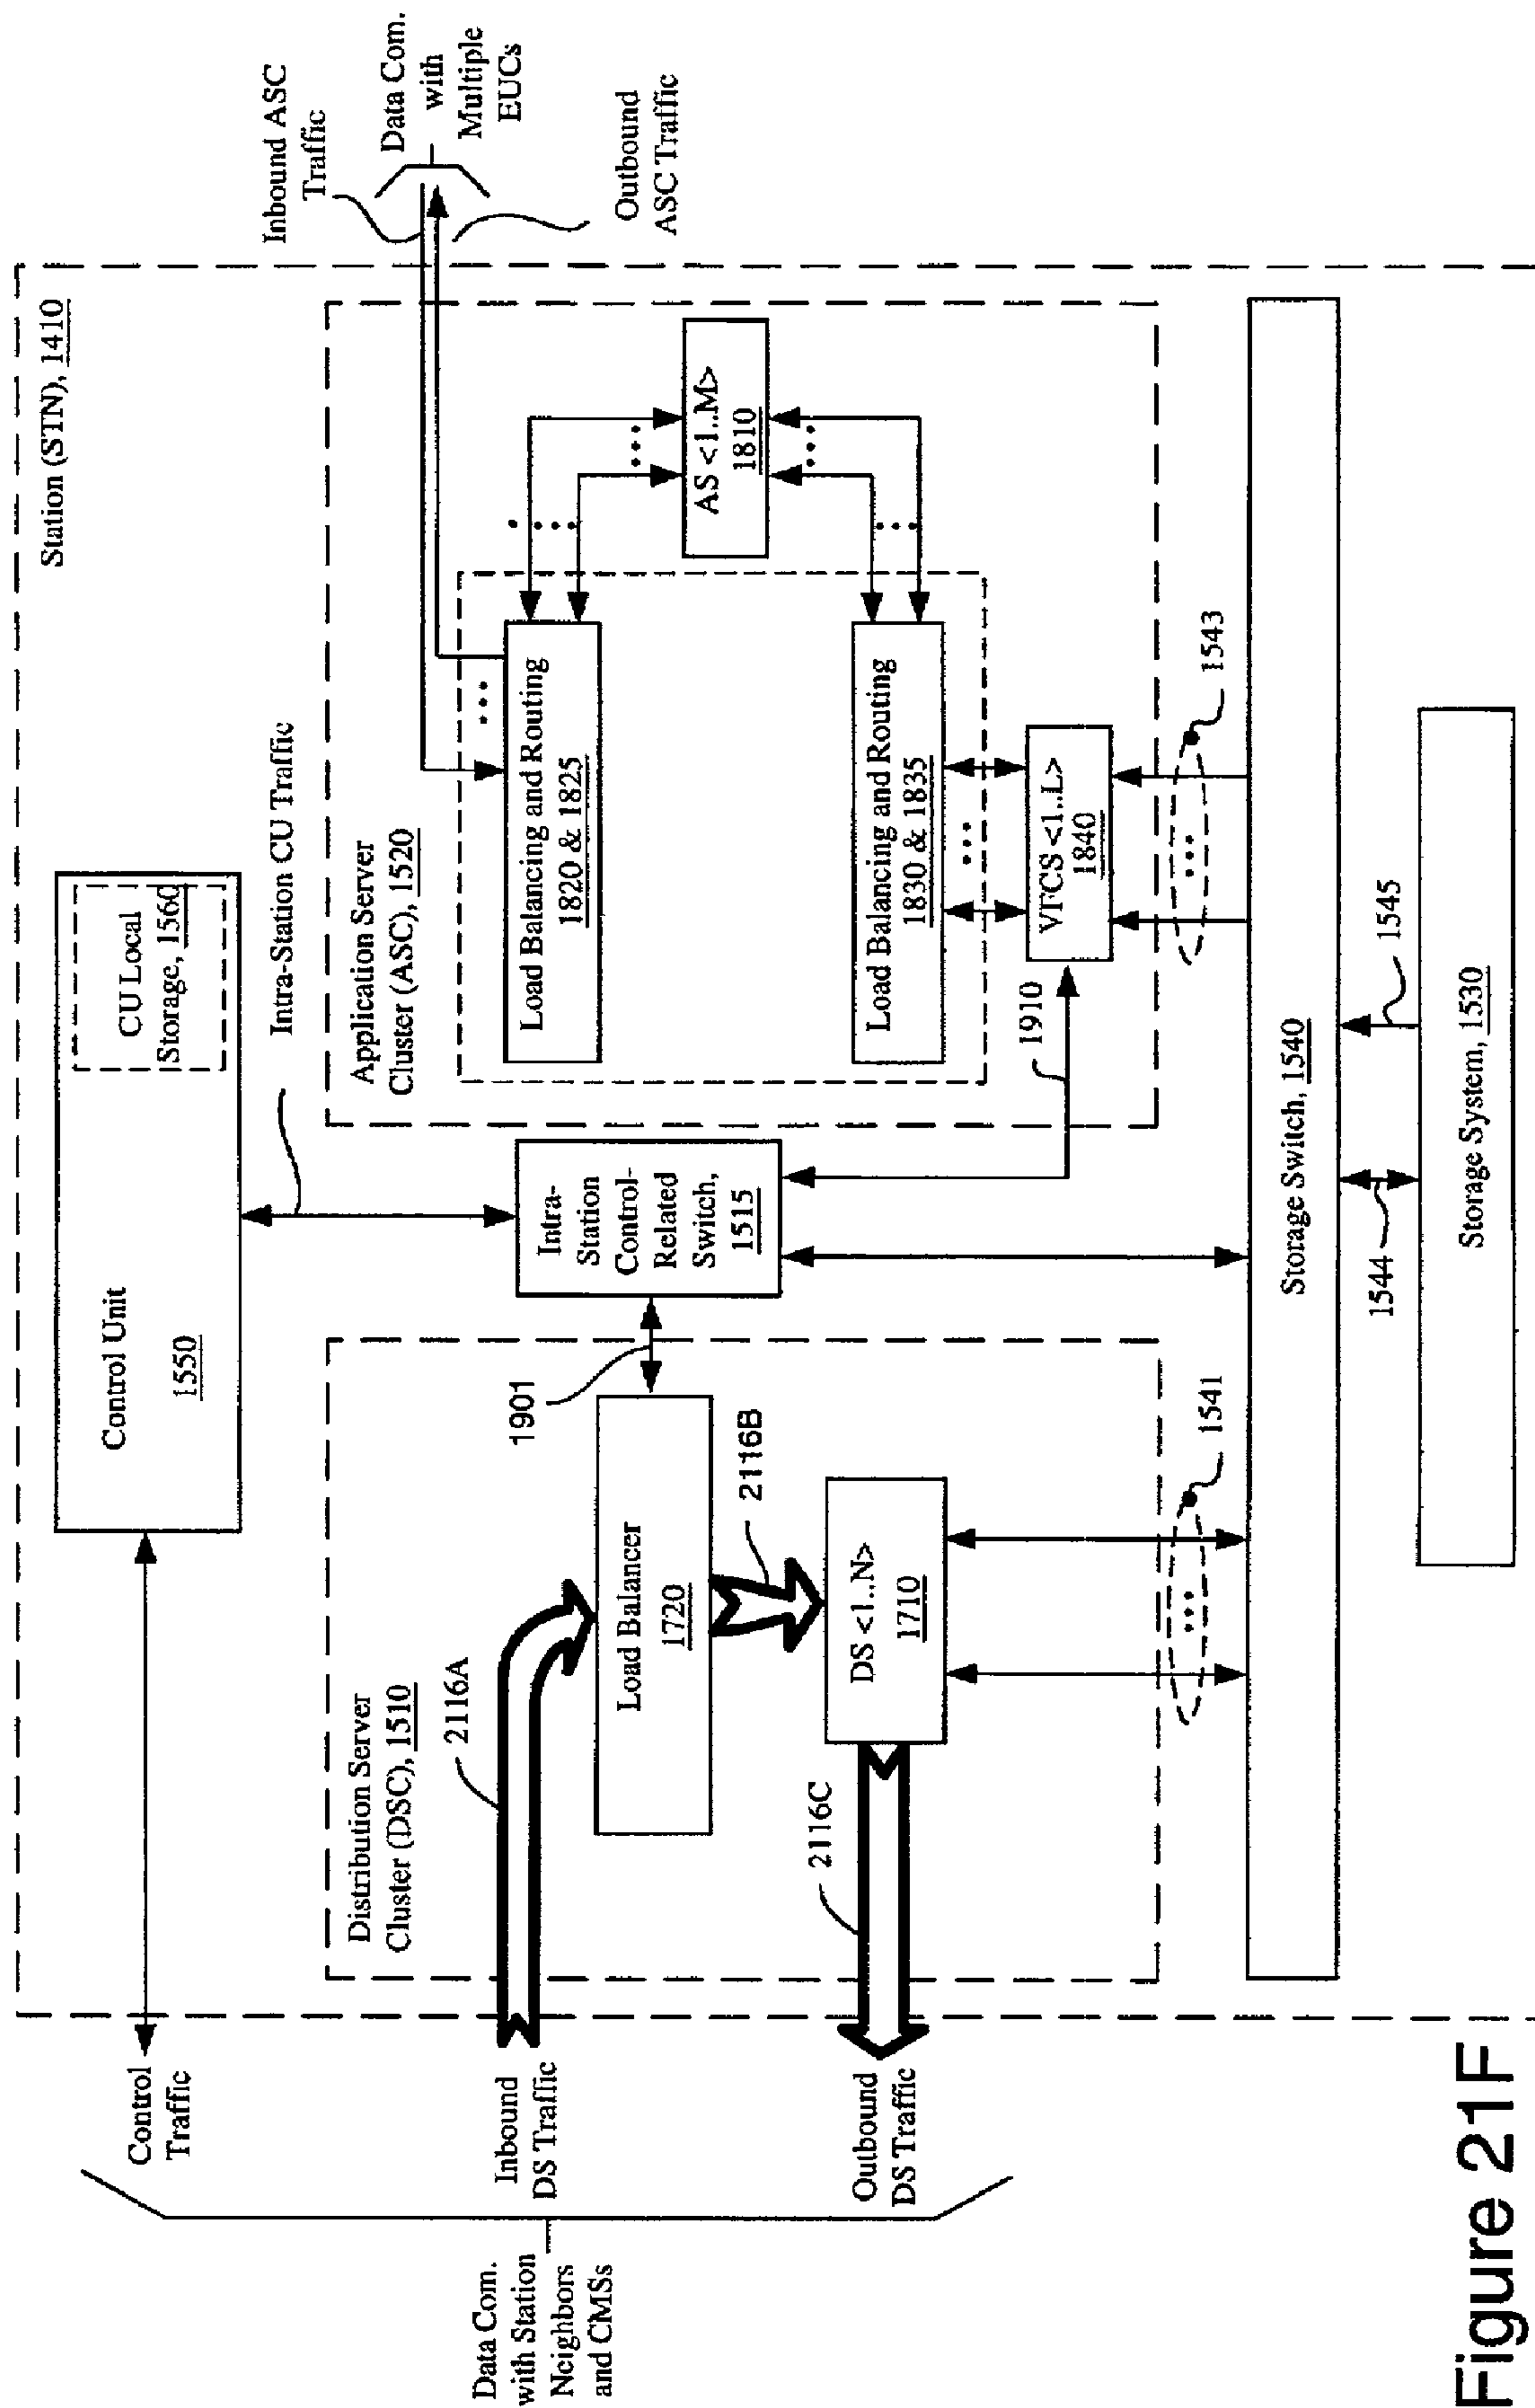 Station (STN), 1410
Control
Traffic
Control Unit
1550
CU Local
Storage, 1560
Intra-Station CU Traffic
Inbound ASC
Traffic
Data Com.
with
Multiple
EUCs
Outbound
ASC Traffic
Data Com.
with Station
Neighbors
and CMSs
Inbound
DS Traffic
Outbound
DS Traffic
Distribution Server
Cluster (DSC), 1510
2116A
Load Balancer
1720
2116B
DS <1..N>
1710
2116C
1901
Intra-
Station
Control-
Related
Switch,
1515
Application Server
Cluster (ASC), 1520
Load Balancing and Routing
1820 & 1825
...
AS <1..M>
1810
Load Balancing and Routing
1830 & 1835
...
VFCS <1..L>
1840
1910
...
1541
...
1543
Storage Switch, 1540
1544
1545
Storage System, 1530
Figure 21F